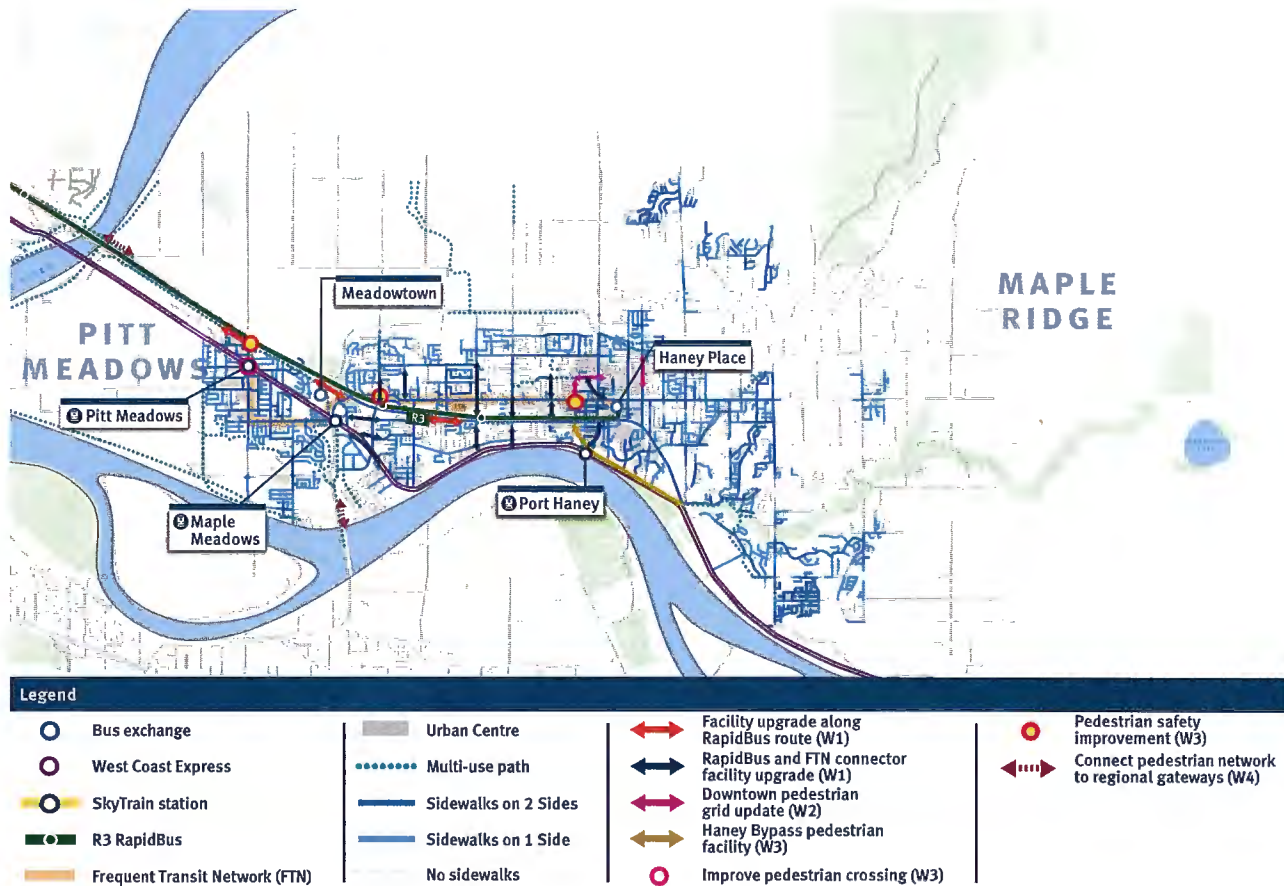 MAPLE
RIDGE
PITT
MEADOWS
Meadowtown
Haney Place
Pitt Meadows
R3
Maple
Meadows
Port Haney
Legend
Bus exchange
West Coast Express
SkyTrain station
R3 RapidBus
Frequent Transit Network (FTN)
Urban Centre
Multi-use path
Sidewalks on 2 Sides
Sidewalks on 1 Side
No sidewalks
Facility upgrade along
RapidBus route (W1)
RapidBus and FTN connector
facility upgrade (W1)
Downtown pedestrian
grid update (W2)
Haney Bypass pedestrian
facility (W3)
Improve pedestrian crossing (W3)
Pedestrian safety
improvement (W3)
Connect pedestrian network
to regional gateways (W4)